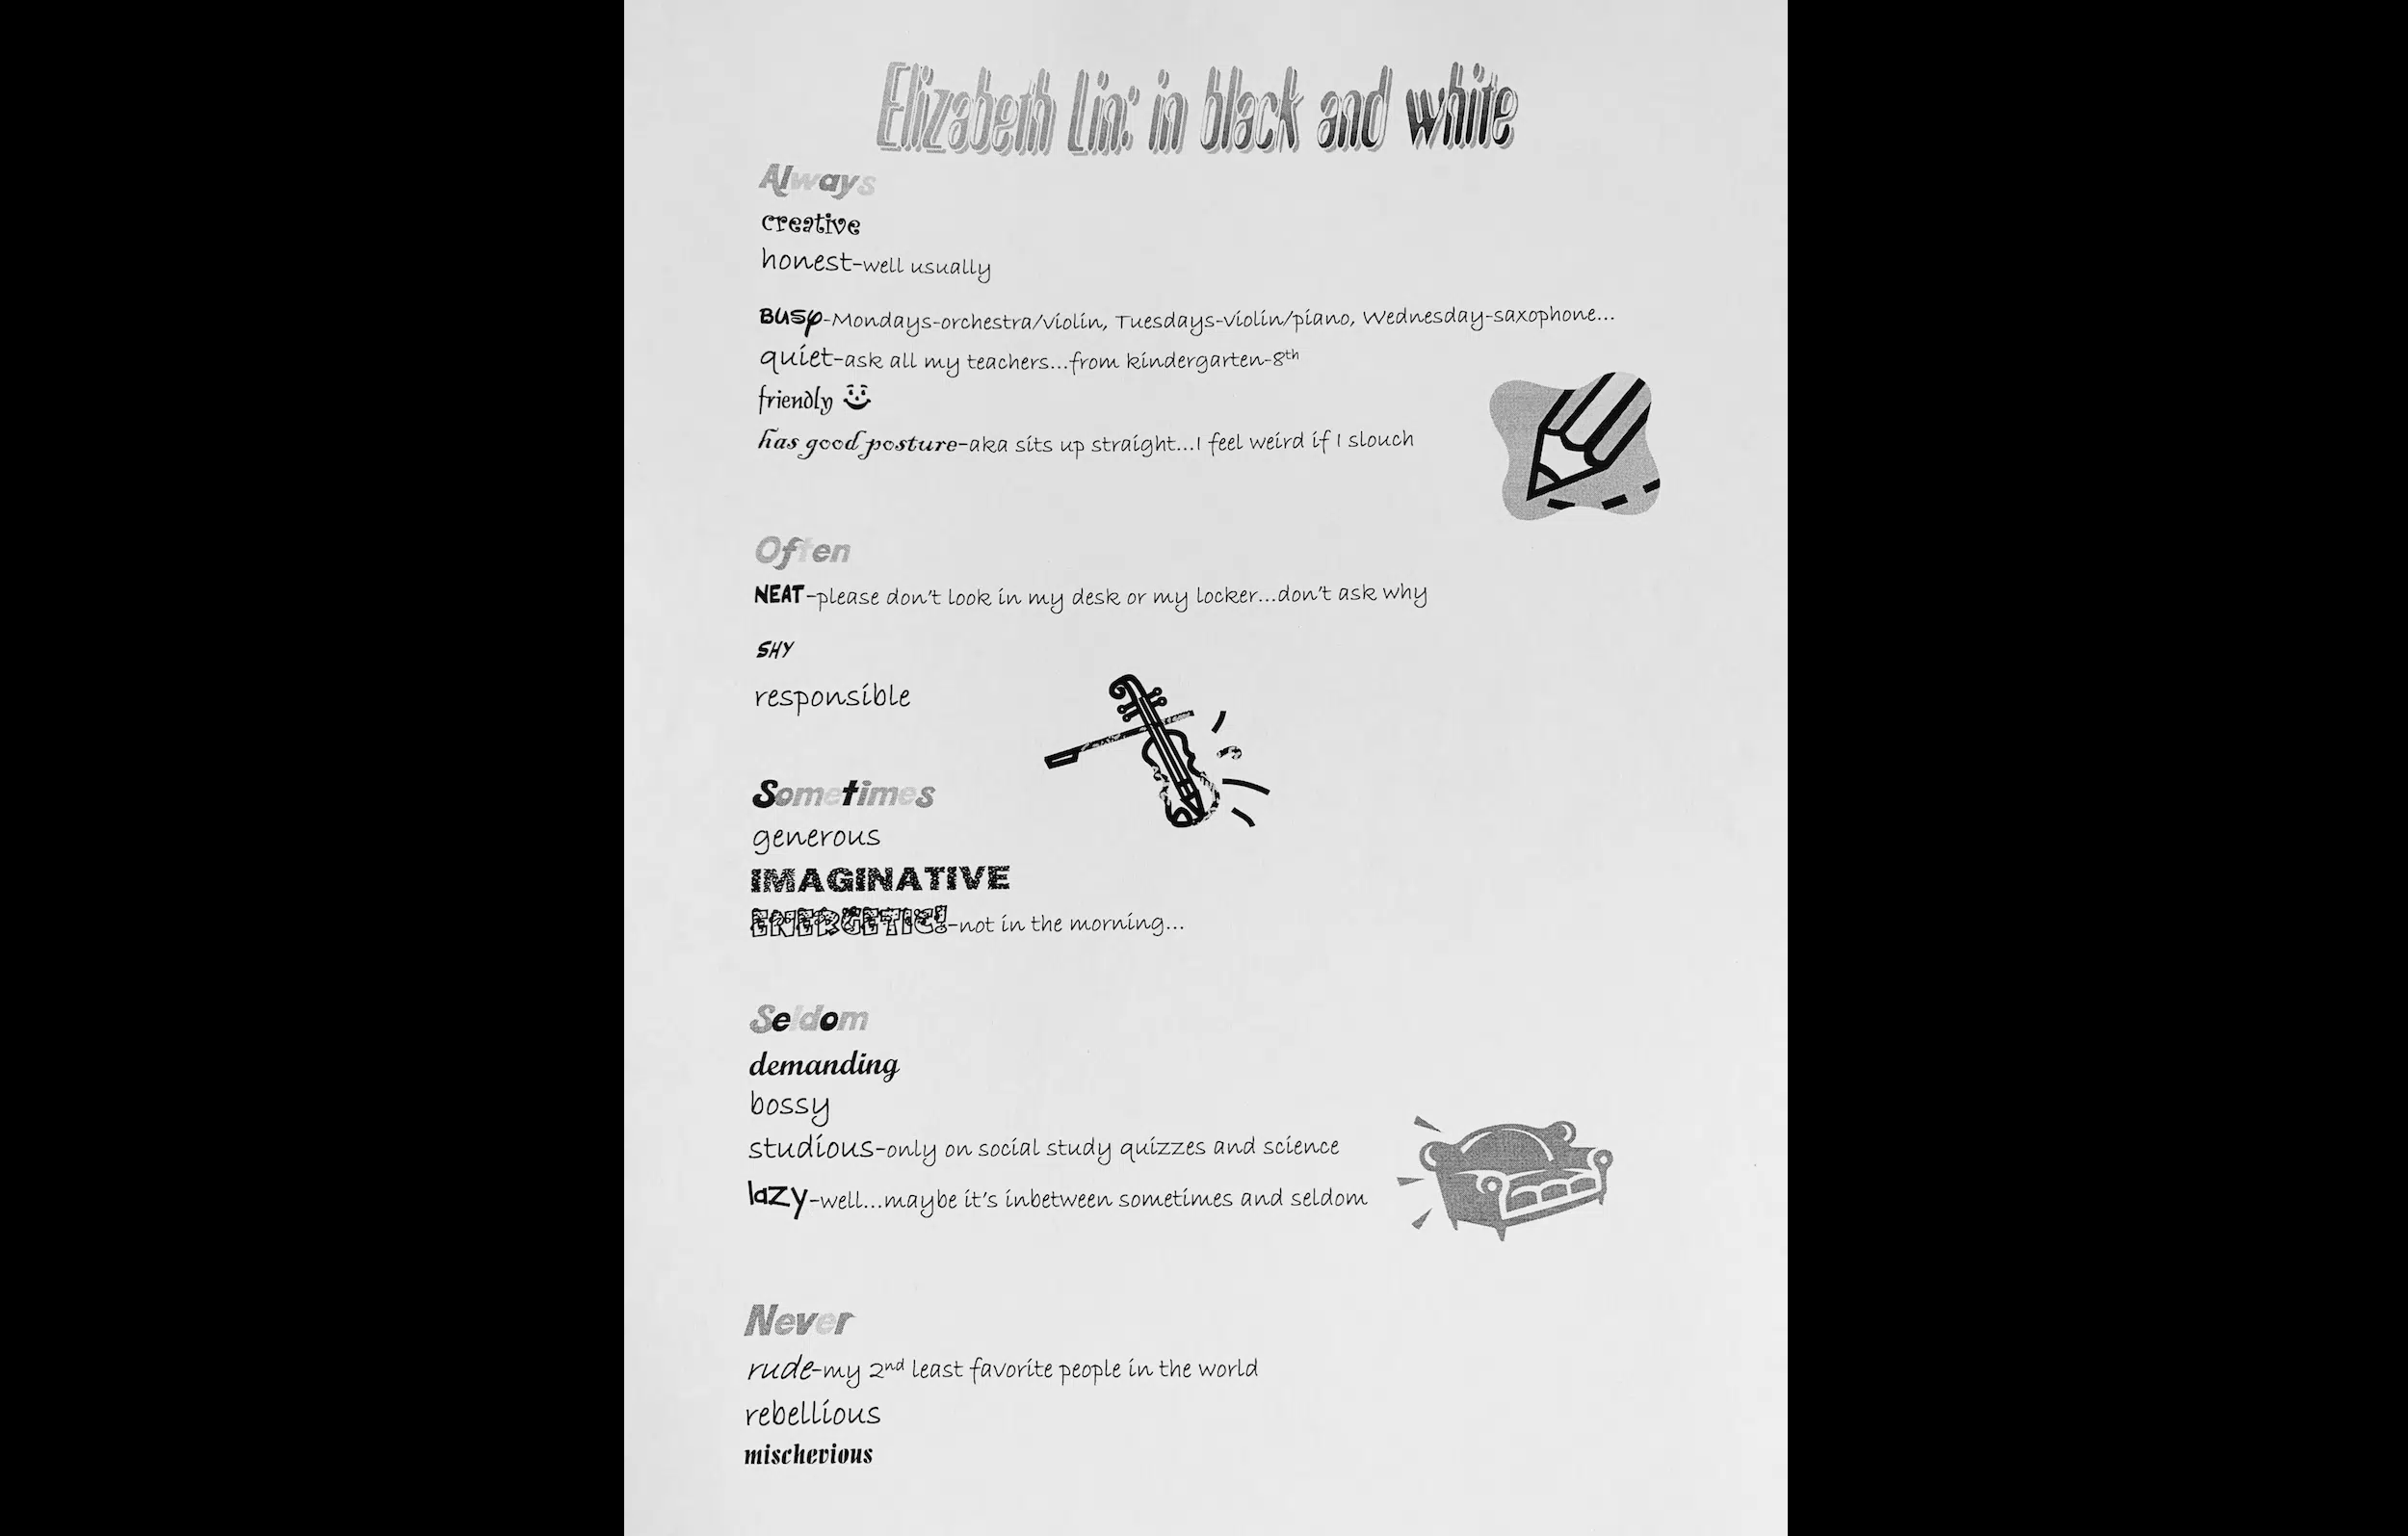 Elizabeth Lin: in black and white
Always
creative
honest-well usually
BUSY-Mondays-orchestra/violin, Tuesdays-violin/piano, Wednesday-saxophone...
quiet-ask all my teachers...from kindergarten-8th
friendly ☺
has good posture-aka sits up straight...I feel weird if I slouch
Often
NEAT-please don't look in my desk or my locker...don't ask why
SHY
responsible
Sometimes
generous
IMAGINATIVE
ENERGETIC!-not in the morning...
Seldom
demanding
bossy
studious-only on social study quizzes and science
lazy-well...maybe it's inbetween sometimes and seldom
Never
rude-my 2nd least favorite people in the world
rebellious
mischevious